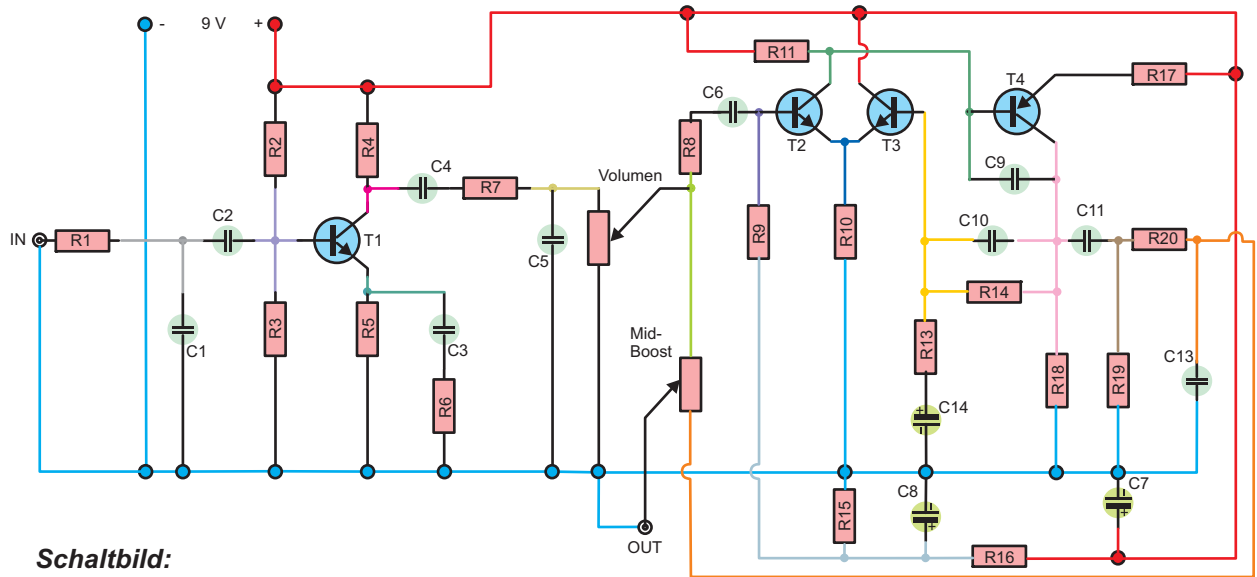 - 9 V +
R11
R17
T4
C6
R2
R4
R8
T2
T3
C4
R7
Volumen
C9
C2
IN
R1
T1
C5
R9
R10
C10
C11
R20
R14
R3
R5
C1
C3
Mid-
Boost
R13
C13
R18
R19
R6
+
–
C14
C8
–
+
C7
–
+
R15
OUT
R16
Schaltbild: